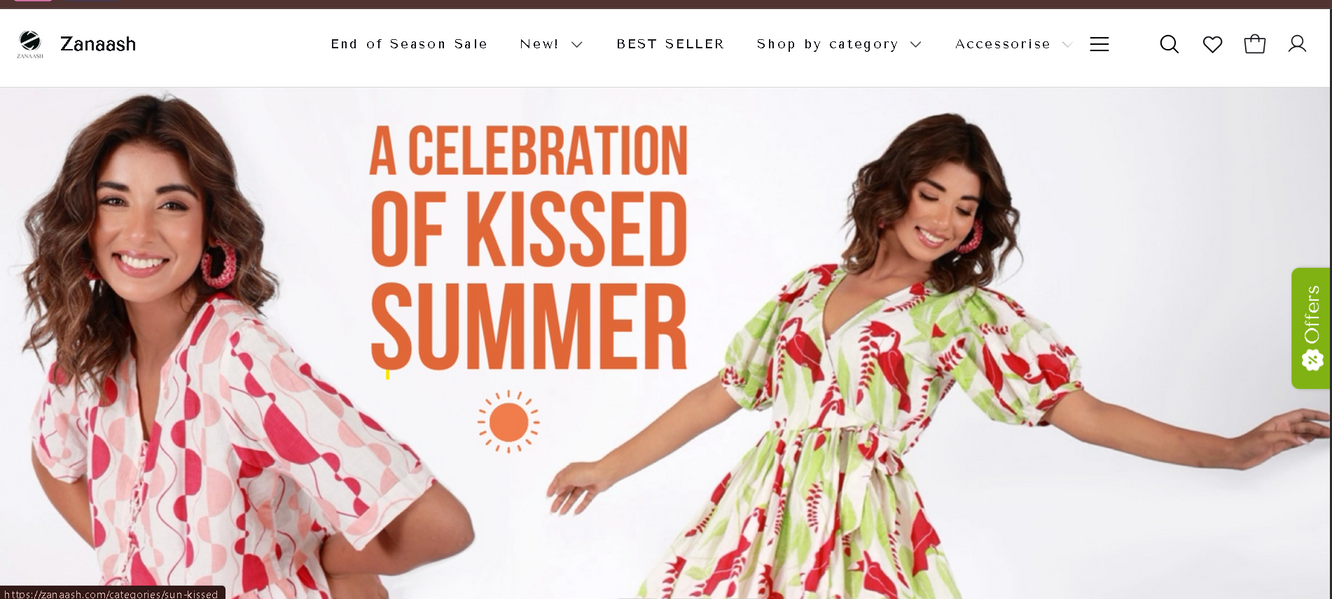 ZANAASH
Zanaash
End of Season Sale
New!
BEST SELLER
Shop by category
Accessorise
A CELEBRATION
OF KISSED
SUMMER
Offers
https://zanaash.com/categories/sun-kissed